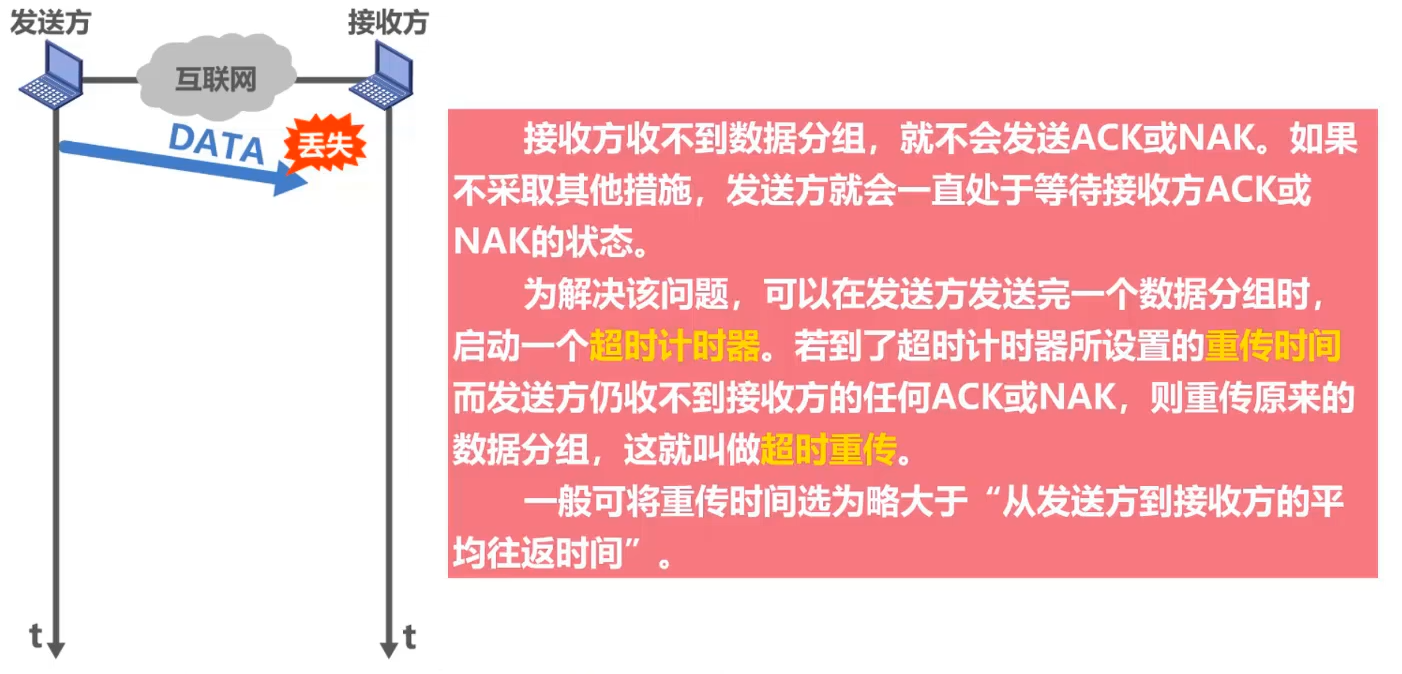 发送方
接收方
互联网
DATA
丢失
接收方收不到数据分组，就不会发送ACK或NAK。如果
不采取其他措施，发送方就会一直处于等待接收方ACK或
NAK的状态。
为解决该问题，可以在发送方发送完一个数据分组时，
启动一个超时计时器。若到了超时计时器所设置的重传时间
而发送方仍收不到接收方的任何ACK或NAK，则重传原来的
数据分组，这就叫做超时重传。
一般可将重传时间选为略大于“从发送方到接收方的平
均往返时间”。
t
t